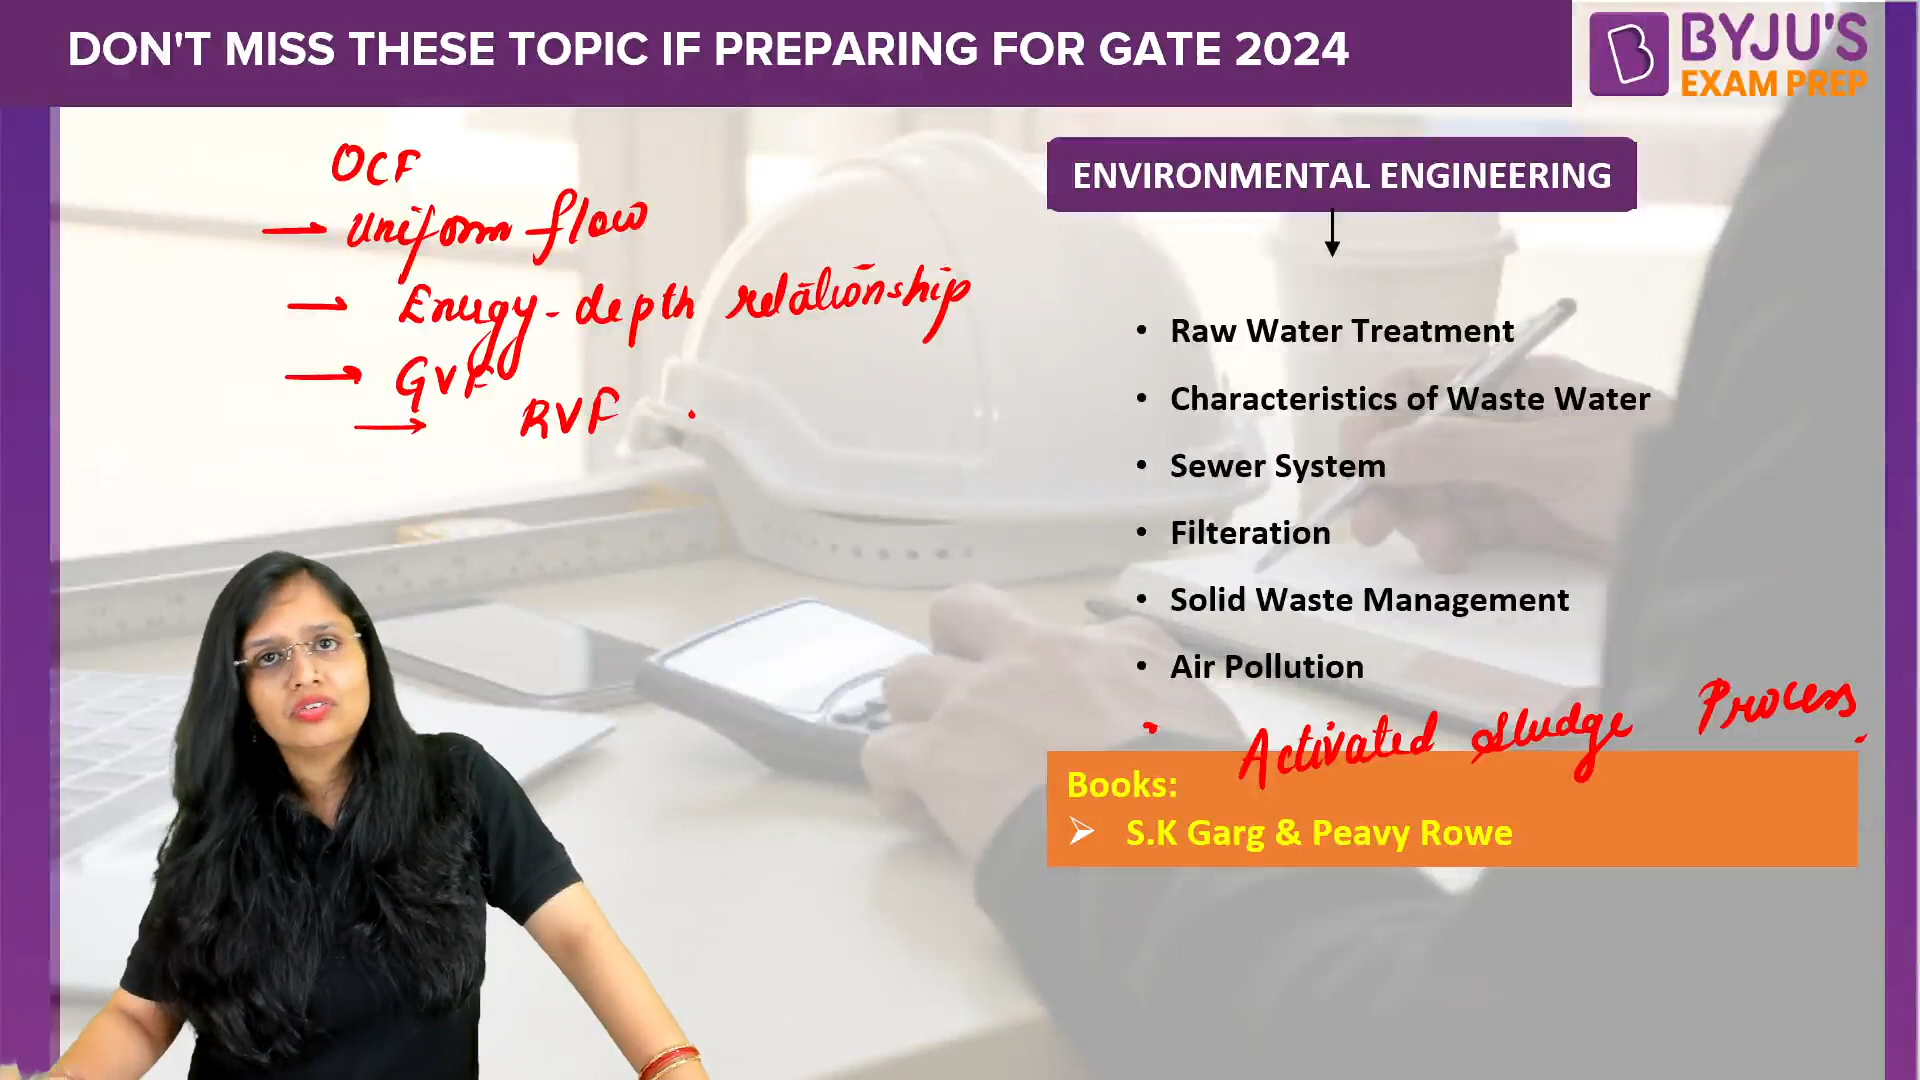 DON'T MISS THESE TOPIC IF PREPARING FOR GATE 2024
BYJU'S
EXAM PREP
OCF
Uniform flow
Energy-depth relationship
GVF
RVF
ENVIRONMENTAL ENGINEERING
• Raw Water Treatment
• Characteristics of Waste Water
• Sewer System
• Filteration
• Solid Waste Management
• Air Pollution
• Activated sludge Process
Books:
➢ S.K Garg & Peavy Rowe